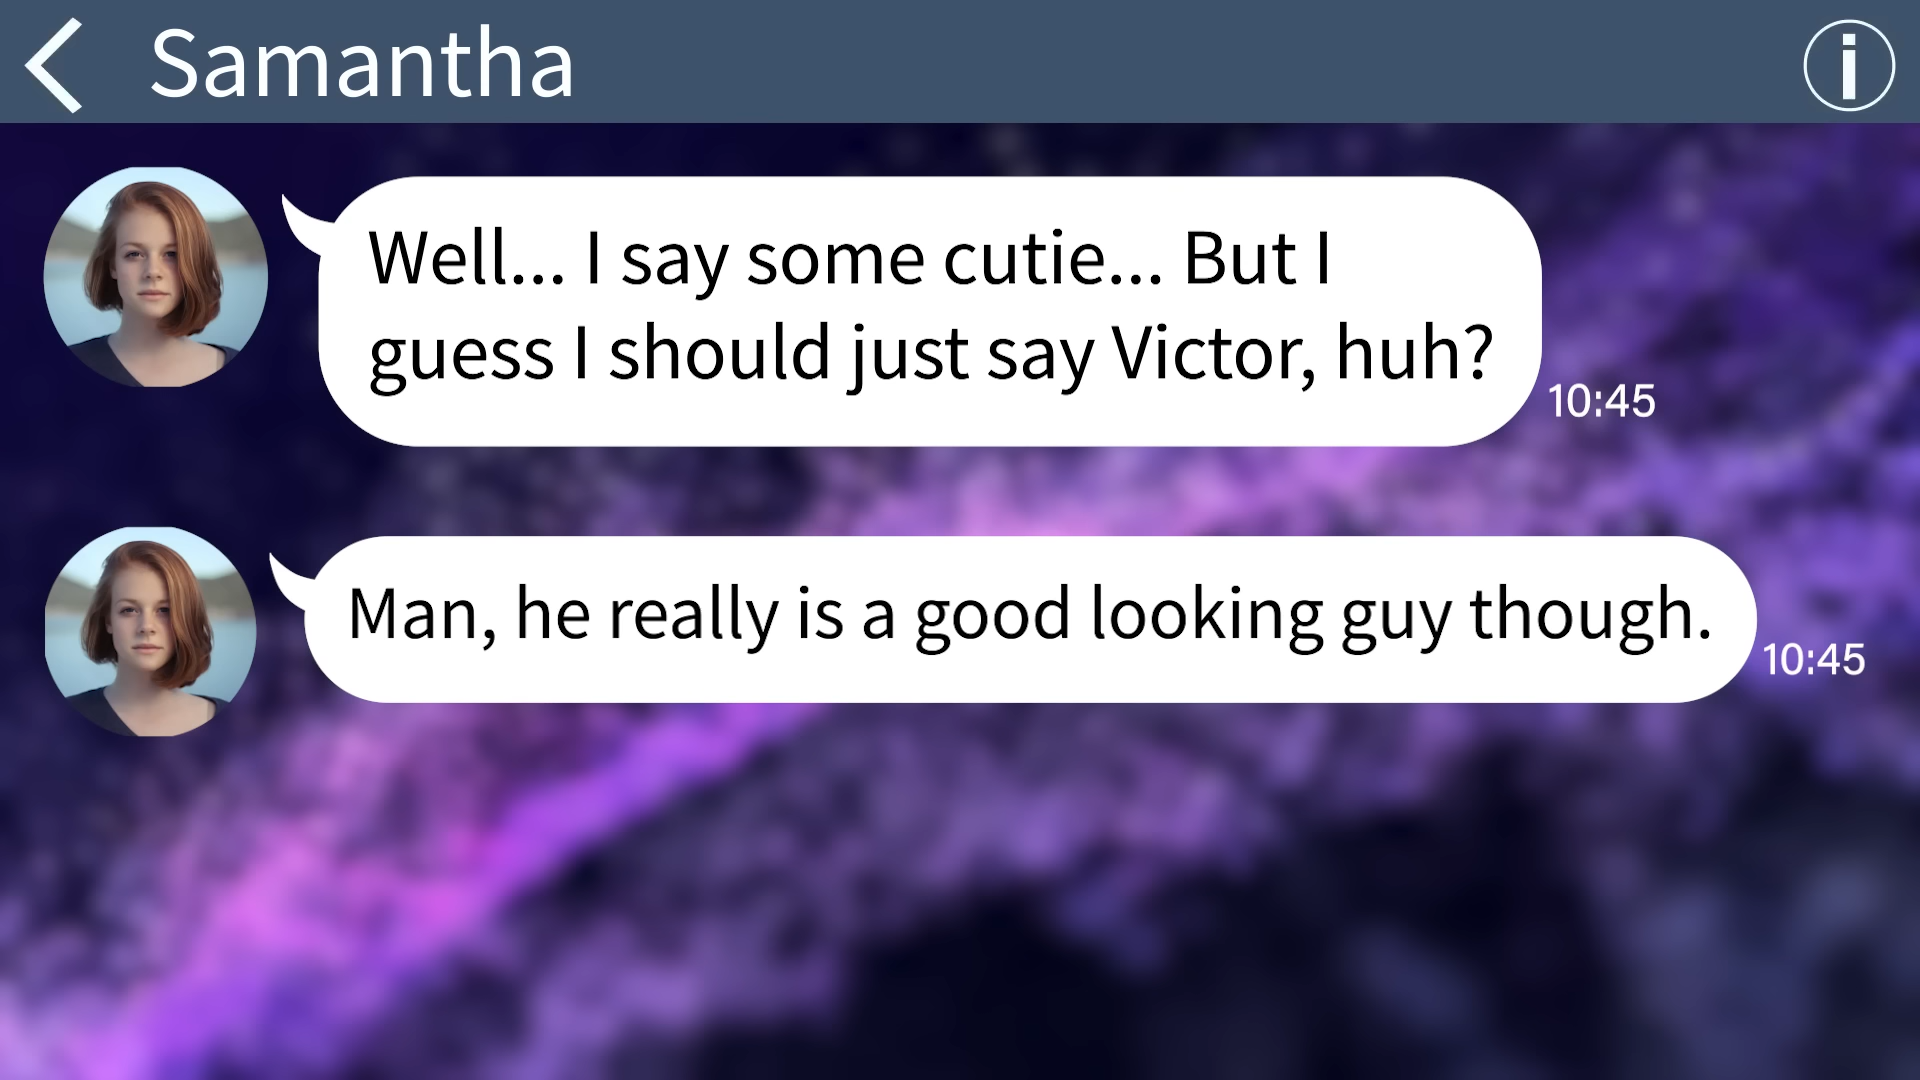 Samantha
Well... I say some cutie... But I
guess I should just say Victor, huh?
10:45
Man, he really is a good looking guy though.
10:45